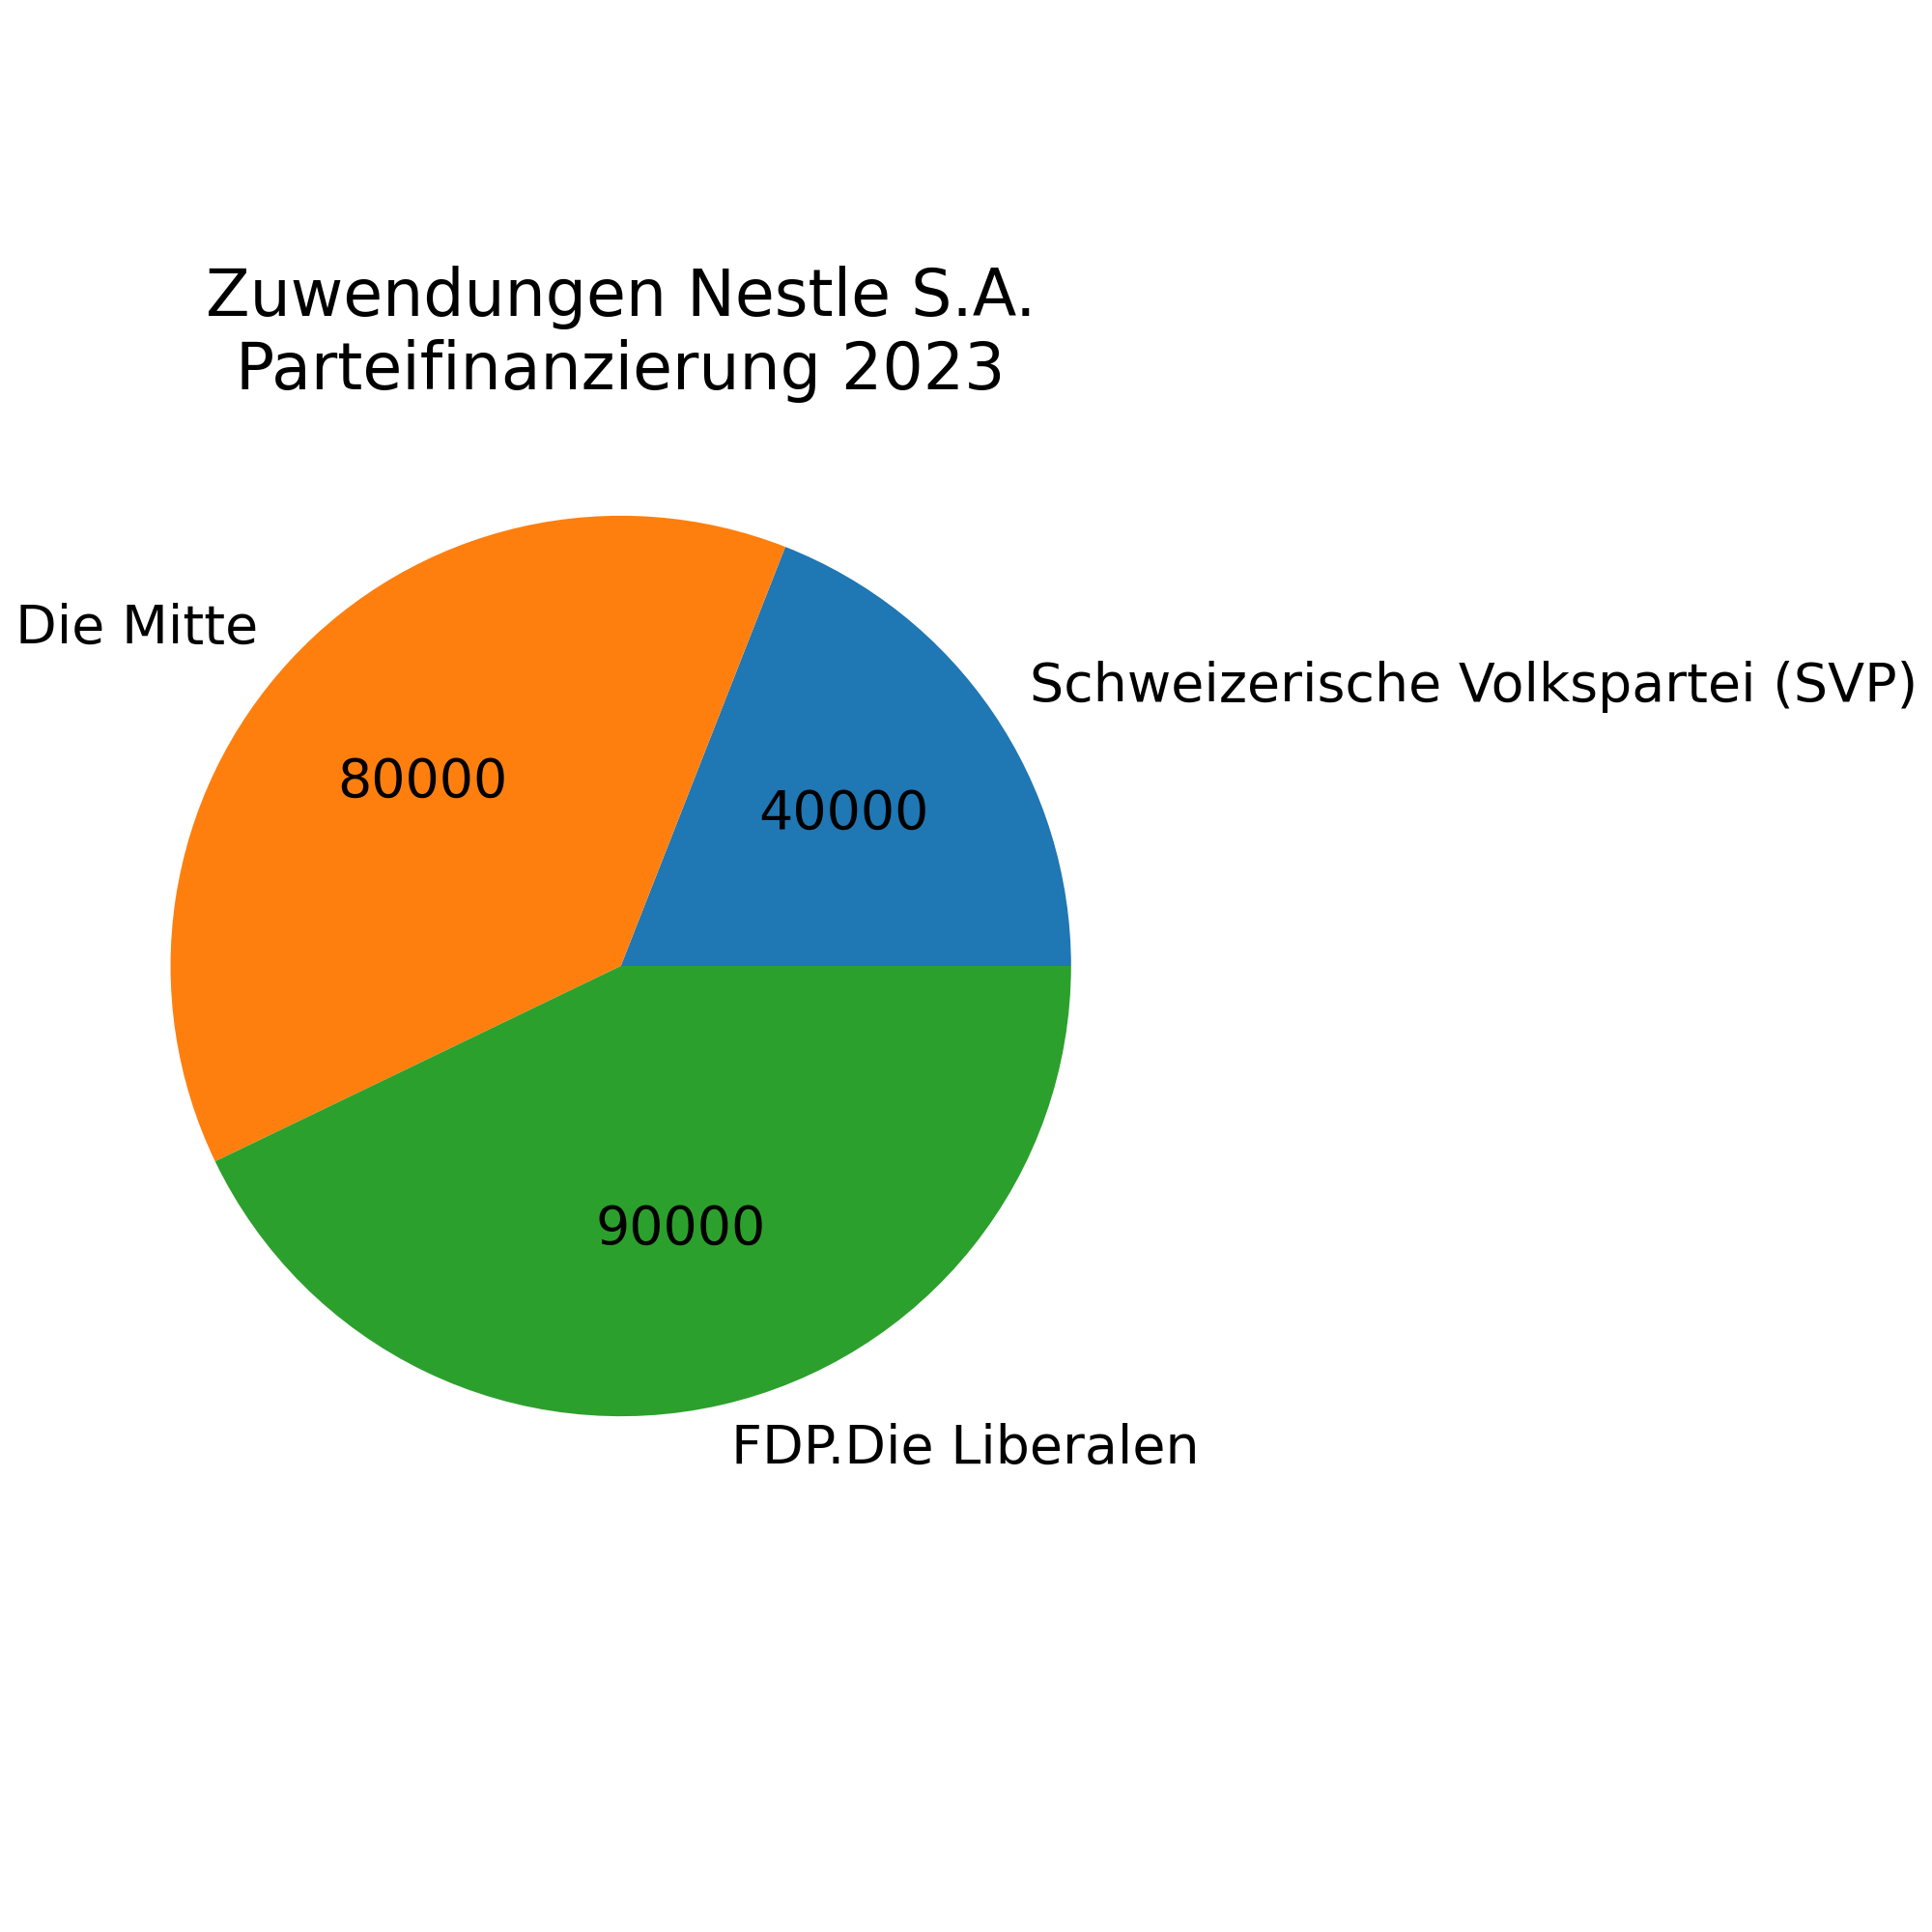 Zuwendungen Nestle S.A.
Parteifinanzierung 2023
Die Mitte
Schweizerische Volkspartei (SVP)
80000
40000
90000
FDP.Die Liberalen